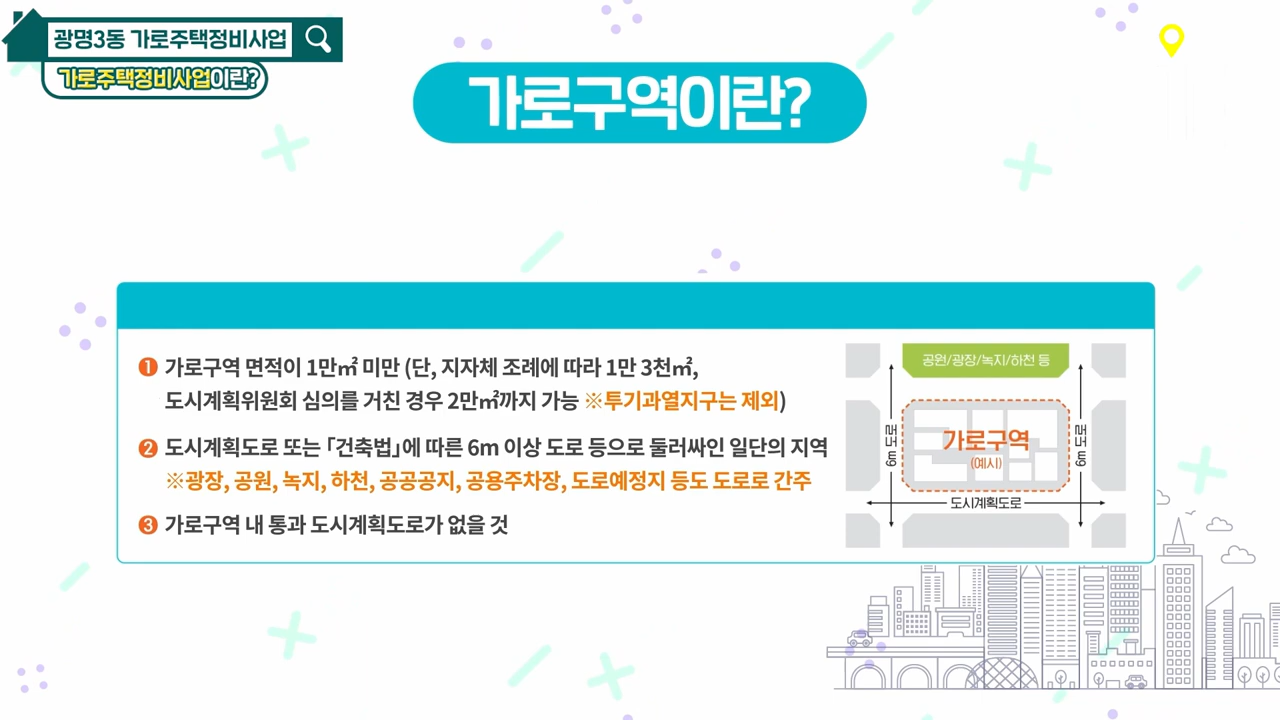 광명3동 가로주택정비사업
가로주택정비사업이란?
가로구역이란?
❶ 가로구역 면적이 1만㎡ 미만 (단, 지자체 조례에 따라 1만 3천㎡,
도시계획위원회 심의를 거친 경우 2만㎡까지 가능 ※투기과열지구는 제외)
❷ 도시계획도로 또는 「건축법」에 따른 6m 이상 도로 등으로 둘러싸인 일단의 지역
※광장, 공원, 녹지, 하천, 공공공지, 공용주차장, 도로예정지 등도 도로로 간주
❸ 가로구역 내 통과 도시계획도로가 없을 것
공원/광장/녹지/하천 등
6m 도로
가로구역
(예시)
6m 도로
도시계획도로